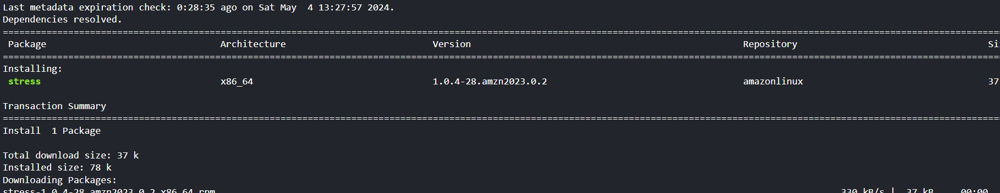 Last metadata expiration check: 0:28:35 ago on Sat May  4 13:27:57 2024.
Dependencies resolved.
Package Architecture Version Repository Si
Installing:
stress x86_64 1.0.4-28.amzn2023.0.2 amazonlinux 37
Transaction Summary
Install  1 Package
Total download size: 37 k
Installed size: 78 k
Downloading Packages:
stress-1.0.4-28.amzn2023.0.2.x86_64.rpm 330 kB/s |  37 kB 00:00